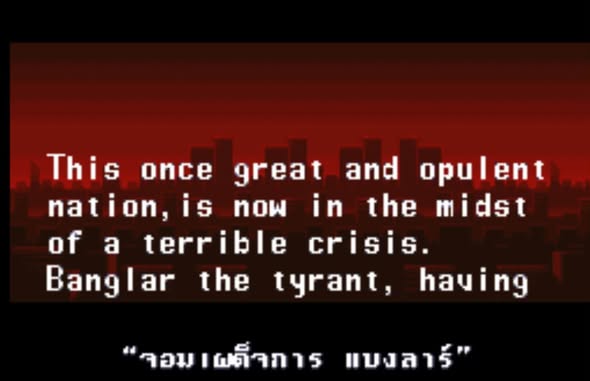 This once great and opulent
nation,is now in the midst
of a terrible crisis.
Banglar the tyrant, having
“จอมเผด็จการ แบงลาร์”